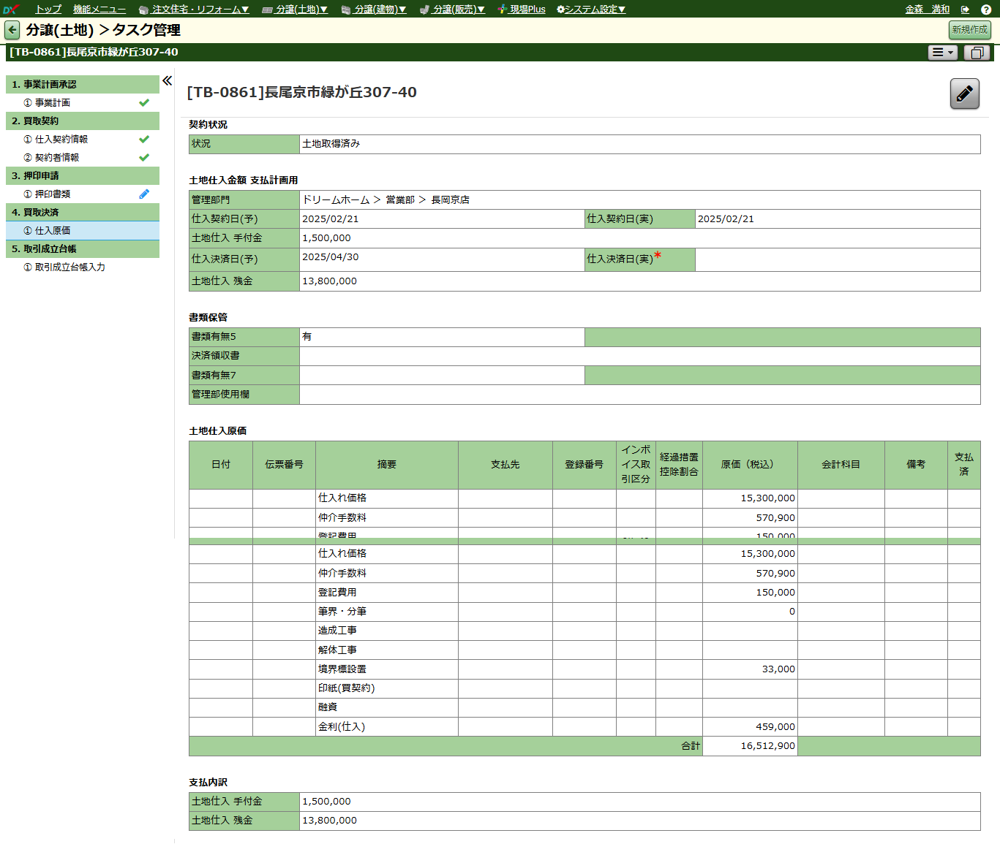 DX トップ 機能メニュー 注文住宅・リフォーム▼ 分譲(土地)▼ 分譲(建物)▼ 分譲(販売)▼ 現場Plus システム設定▼ 金森　満和
分譲(土地) ＞タスク管理 新規作成
[TB-0861]長尾京市緑が丘307-40
1. 事業計画承認
① 事業計画
2. 買取契約
① 仕入契約情報
② 契約者情報
3. 押印申請
① 押印書類
4. 買取決済
① 仕入原価
5. 取引成立台帳
① 取引成立台帳入力
[TB-0861]長尾京市緑が丘307-40
契約状況
状況 土地取得済み
土地仕入金額 支払計画用
管理部門 ドリームホーム ＞ 営業部 ＞ 長岡京店
仕入契約日(予) 2025/02/21 仕入契約日(実) 2025/02/21
土地仕入 手付金 1,500,000
仕入決済日(予) 2025/04/30 仕入決済日(実)*
土地仕入 残金 13,800,000
書類保管
書類有無5 有
決済領収書
書類有無7
管理部使用欄
土地仕入原価
日付 伝票番号 摘要 支払先 登録番号 インボイス取引区分 経過措置控除割合 原価（税込） 会計科目 備考 支払済
仕入れ価格 15,300,000
仲介手数料 570,900
登記費用 150,000
仕入れ価格 15,300,000
仲介手数料 570,900
登記費用 150,000
筆界・分筆 0
造成工事
解体工事
境界標設置 33,000
印紙(買契約)
融資
金利(仕入) 459,000
合計 16,512,900
支払内訳
土地仕入 手付金 1,500,000
土地仕入 残金 13,800,000